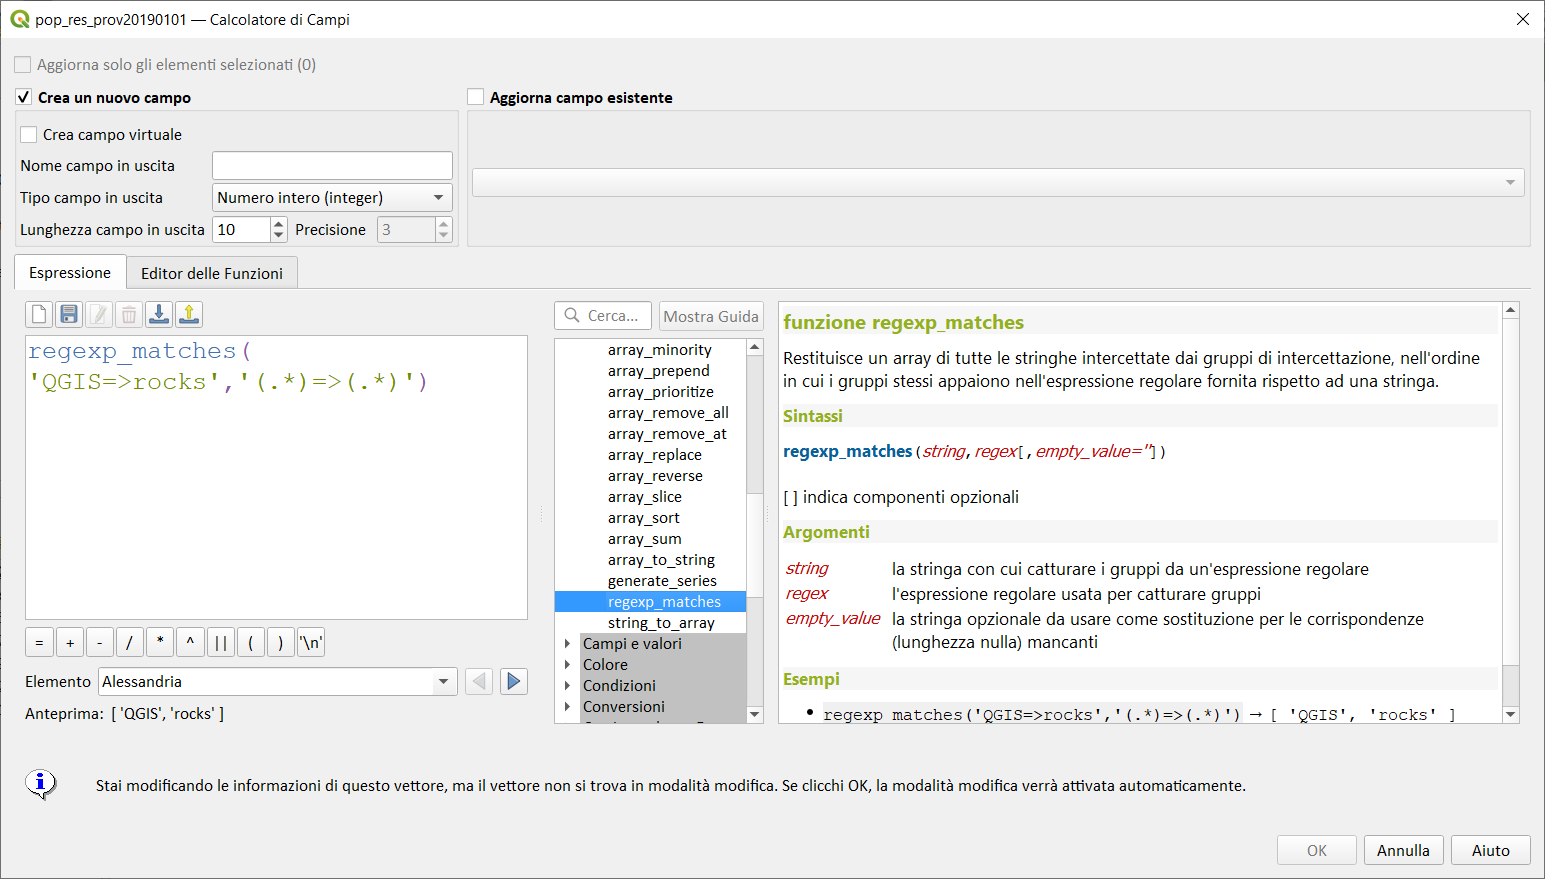 pop_res_prov20190101 — Calcolatore di Campi
Aggiorna solo gli elementi selezionati (0)
Crea un nuovo campo
Aggiorna campo esistente
Crea campo virtuale
Nome campo in uscita
Tipo campo in uscita Numero intero (integer)
Lunghezza campo in uscita 10 Precisione 3
Espressione Editor delle Funzioni
regexp_matches(
'QGIS=>rocks','(.*)=>(.*)')
= + - / * ^ || ( ) '\n'
Elemento Alessandria
Anteprima: [ 'QGIS', 'rocks' ]
Cerca... Mostra Guida
array_minority
array_prepend
array_prioritize
array_remove_all
array_remove_at
array_replace
array_reverse
array_slice
array_sort
array_sum
array_to_string
generate_series
regexp_matches
string_to_array
Campi e valori
Colore
Condizioni
Conversioni
funzione regexp_matches
Restituisce un array di tutte le stringhe intercettate dai gruppi di intercettazione, nell'ordine
in cui i gruppi stessi appaiono nell'espressione regolare fornita rispetto ad una stringa.
Sintassi
regexp_matches(string,regex[,empty_value=''])
[ ] indica componenti opzionali
Argomenti
string la stringa con cui catturare i gruppi da un'espressione regolare
regex l'espressione regolare usata per catturare gruppi
empty_value la stringa opzionale da usare come sostituzione per le corrispondenze
(lunghezza nulla) mancanti
Esempi
• regexp_matches('QGIS=>rocks','(.*)=>(.*)') → [ 'QGIS', 'rocks' ]
Stai modificando le informazioni di questo vettore, ma il vettore non si trova in modalità modifica. Se clicchi OK, la modalità modifica verrà attivata automaticamente.
OK Annulla Aiuto